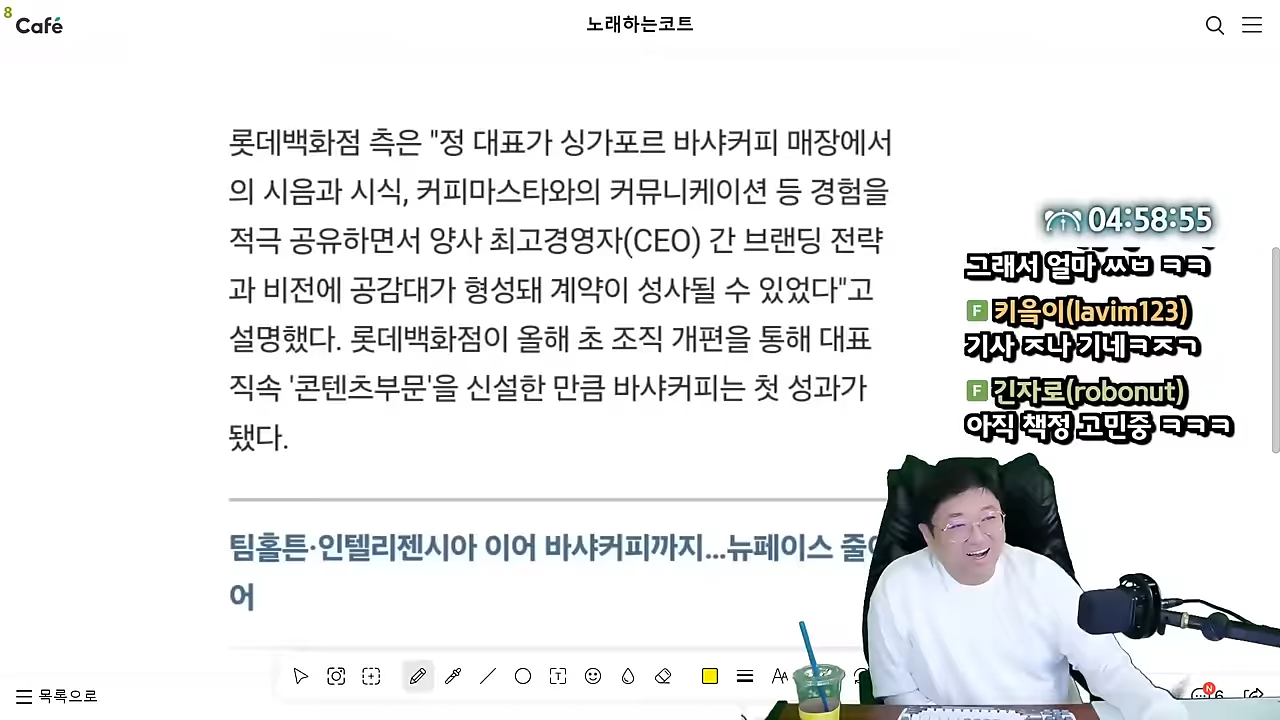 8
Café
노래하는코트
롯데백화점 측은 "정 대표가 싱가포르 바샤커피 매장에서
의 시음과 시식, 커피마스타와의 커뮤니케이션 등 경험을
적극 공유하면서 양사 최고경영자(CEO) 간 브랜딩 전략
과 비전에 공감대가 형성돼 계약이 성사될 수 있었다"고
설명했다. 롯데백화점이 올해 초 조직 개편을 통해 대표
직속 '콘텐츠부문'을 신설한 만큼 바샤커피는 첫 성과가
됐다.
팀홀튼·인텔리젠시아 이어 바샤커피까지...뉴페이스 줄
어
04:58:55
그래서 얼마 ㅆㅂ ㅋㅋ
F 키읔이(lavim123)
기사 ㅈ나 기네ㅋㅈㄱ
F 긴자로(robonut)
아직 책정 고민중 ㅋㅋㅋ
T
AA
목록으로
N
6